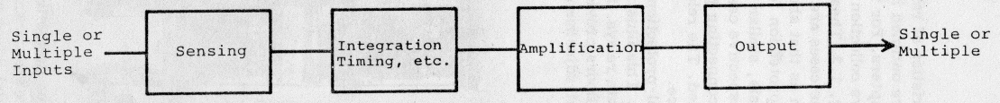 Single or
Multiple
Inputs
Sensing
Integration
Timing, etc.
Amplification
Output
Single or
Multiple